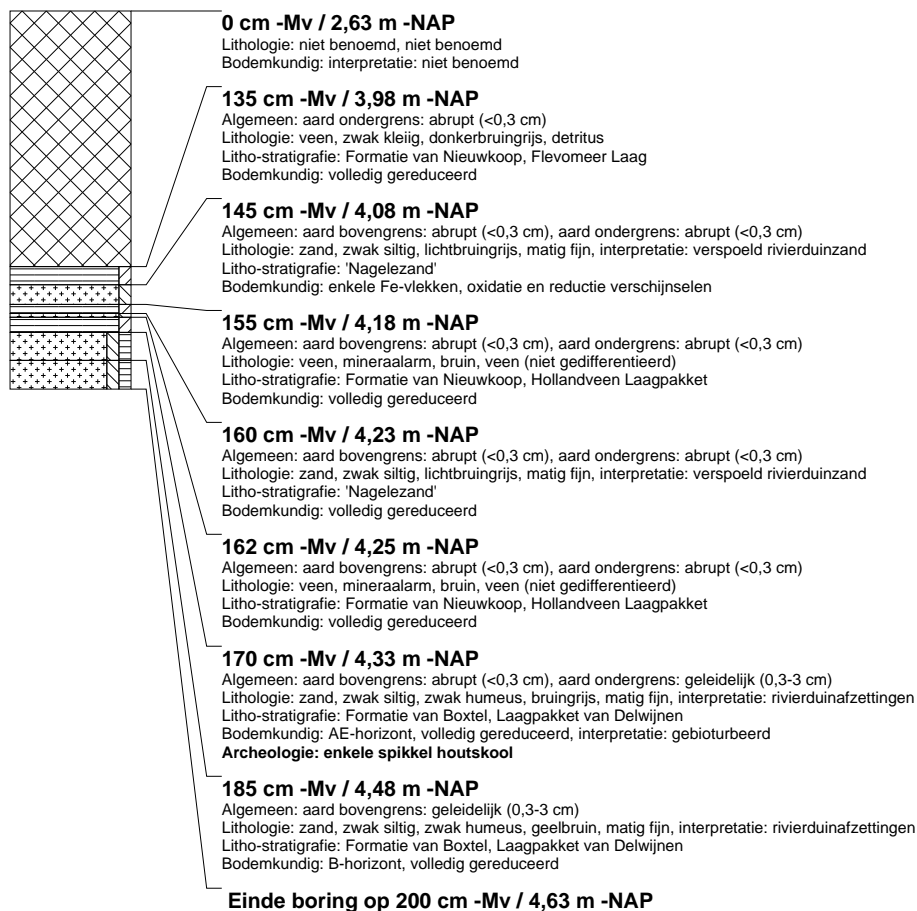 0 cm -Mv / 2,63 m -NAP
Lithologie: niet benoemd, niet benoemd
Bodemkundig: interpretatie: niet benoemd
135 cm -Mv / 3,98 m -NAP
Algemeen: aard ondergrens: abrupt (<0,3 cm)
Lithologie: veen, zwak kleiig, donkerbruingrijs, detritus
Litho-stratigrafie: Formatie van Nieuwkoop, Flevomeer Laag
Bodemkundig: volledig gereduceerd
145 cm -Mv / 4,08 m -NAP
Algemeen: aard bovengrens: abrupt (<0,3 cm), aard ondergrens: abrupt (<0,3 cm)
Lithologie: zand, zwak siltig, lichtbruingrijs, matig fijn, interpretatie: verspoeld rivierduinzand
Litho-stratigrafie: 'Nagelezand'
Bodemkundig: enkele Fe-vlekken, oxidatie en reductie verschijnselen
155 cm -Mv / 4,18 m -NAP
Algemeen: aard bovengrens: abrupt (<0,3 cm), aard ondergrens: abrupt (<0,3 cm)
Lithologie: veen, mineraalarm, bruin, veen (niet gedifferentieerd)
Litho-stratigrafie: Formatie van Nieuwkoop, Hollandveen Laagpakket
Bodemkundig: volledig gereduceerd
160 cm -Mv / 4,23 m -NAP
Algemeen: aard bovengrens: abrupt (<0,3 cm), aard ondergrens: abrupt (<0,3 cm)
Lithologie: zand, zwak siltig, lichtbruingrijs, matig fijn, interpretatie: verspoeld rivierduinzand
Litho-stratigrafie: 'Nagelezand'
Bodemkundig: volledig gereduceerd
162 cm -Mv / 4,25 m -NAP
Algemeen: aard bovengrens: abrupt (<0,3 cm), aard ondergrens: abrupt (<0,3 cm)
Lithologie: veen, mineraalarm, bruin, veen (niet gedifferentieerd)
Litho-stratigrafie: Formatie van Nieuwkoop, Hollandveen Laagpakket
Bodemkundig: volledig gereduceerd
170 cm -Mv / 4,33 m -NAP
Algemeen: aard bovengrens: abrupt (<0,3 cm), aard ondergrens: geleidelijk (0,3-3 cm)
Lithologie: zand, zwak siltig, zwak humeus, bruingrijs, matig fijn, interpretatie: rivierduinafzettingen
Litho-stratigrafie: Formatie van Boxtel, Laagpakket van Delwijnen
Bodemkundig: AE-horizont, volledig gereduceerd, interpretatie: gebioturbeerd
Archeologie: enkele spikkel houtskool
185 cm -Mv / 4,48 m -NAP
Algemeen: aard bovengrens: geleidelijk (0,3-3 cm)
Lithologie: zand, zwak siltig, zwak humeus, geelbruin, matig fijn, interpretatie: rivierduinafzettingen
Litho-stratigrafie: Formatie van Boxtel, Laagpakket van Delwijnen
Bodemkundig: B-horizont, volledig gereduceerd
Einde boring op 200 cm -Mv / 4,63 m -NAP